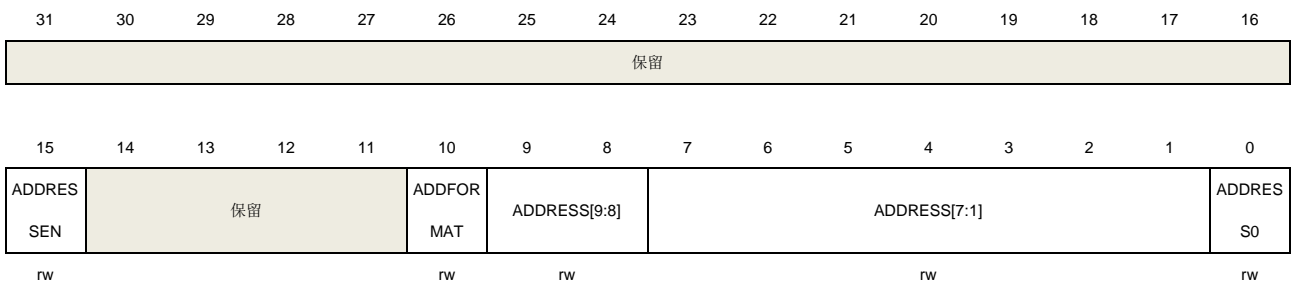 31 30 29 28 27 26 25 24 23 22 21 20 19 18 17 16
保留
15 14 13 12 11 10 9 8 7 6 5 4 3 2 1 0
ADDRES
SEN
保留
ADDFOR
MAT
ADDRESS[9:8]
ADDRESS[7:1]
ADDRES
S0
rw rw rw rw rw